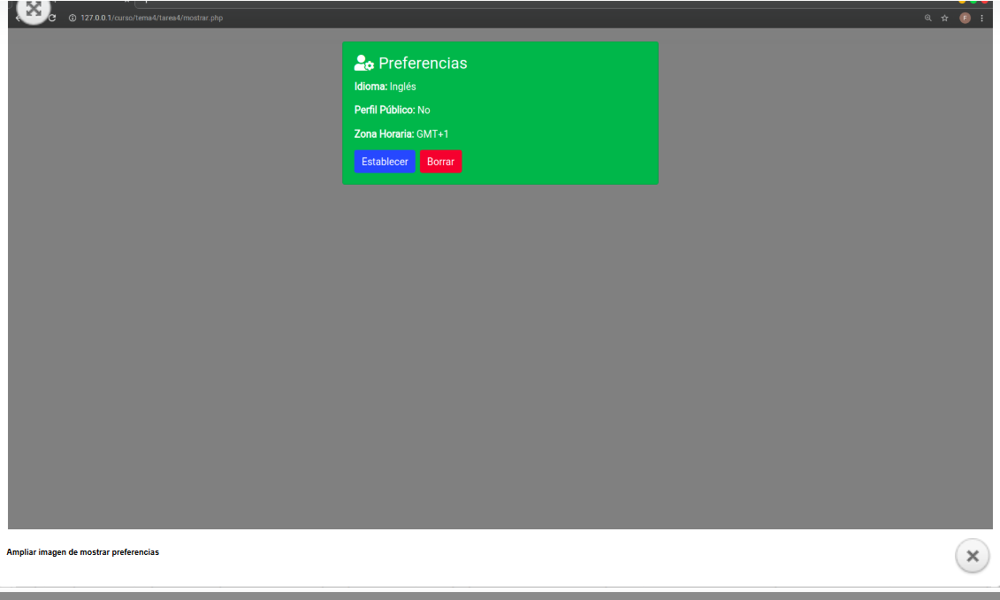 127.0.0.1/curso/tema4/tarea4/mostrar.php
F
Preferencias
Idioma: Inglés
Perfil Público: No
Zona Horaria: GMT+1
Establecer Borrar
Ampliar imagen de mostrar preferencias